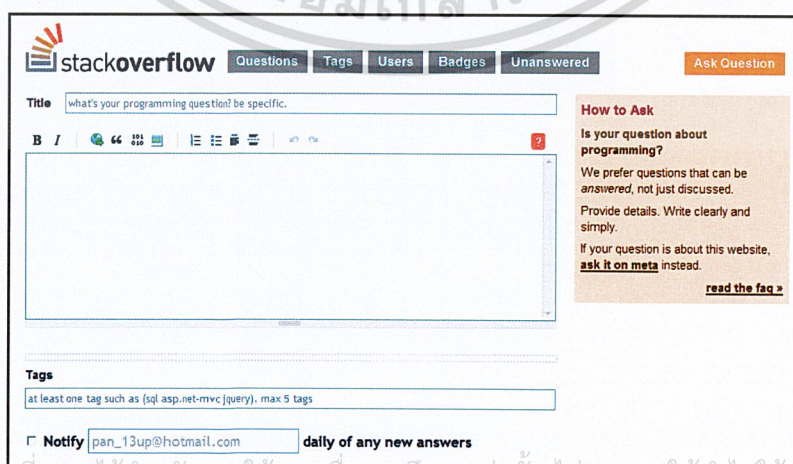 stackoverflow Questions Tags Users Badges Unanswered Ask Question
Title what's your programming question? be specific.
B I
How to Ask
Is your question about
programming?
We prefer questions that can be
answered, not just discussed.
Provide details. Write clearly and
simply.
If your question is about this website,
ask it on meta instead.
read the faq »
Tags
at least one tag such as (sql asp.net-mvc jquery), max 5 tags
Notify pan_13up@hotmail.com daily of any new answers